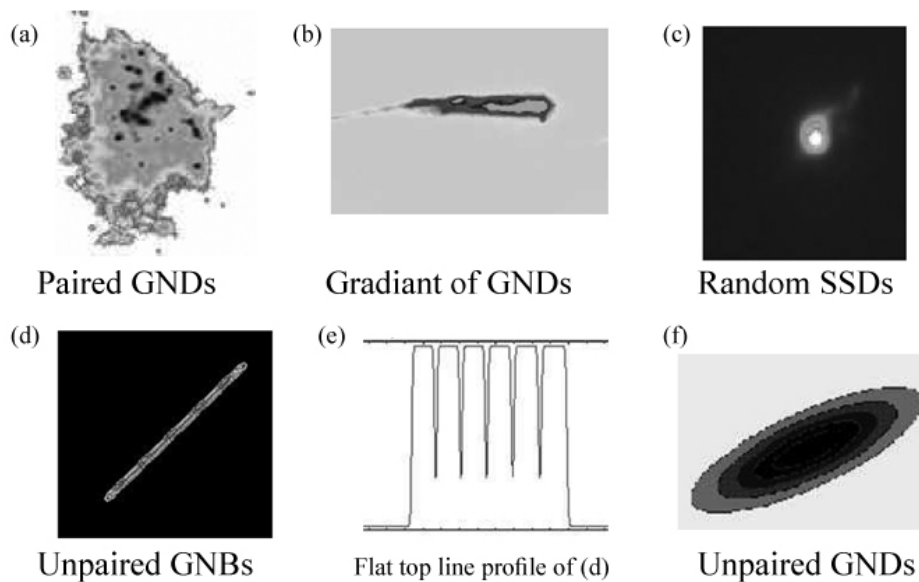 (a)
(b)
(c)
Paired GNDs
Gradiant of GNDs
Random SSDs
(d)
(e)
(f)
Unpaired GNBs
Flat top line profile of (d)
Unpaired GNDs